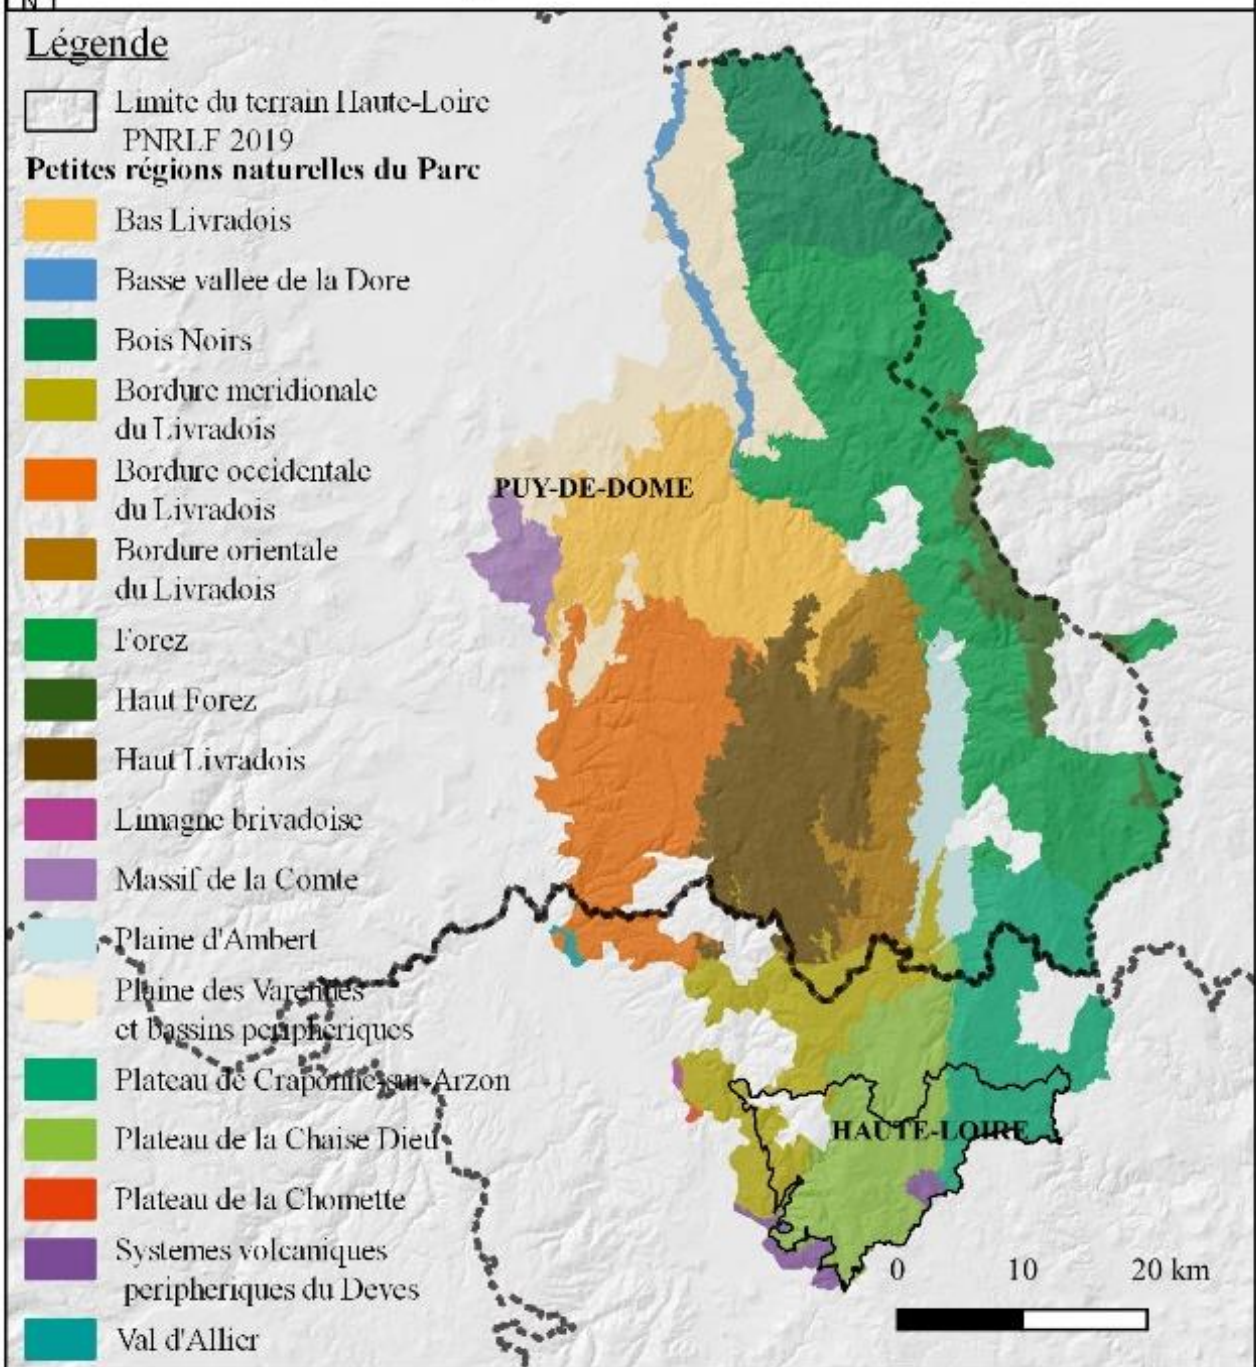 N
Légende
Limite du terrain Haute-Loire
PNRLF 2019
Petites régions naturelles du Parc
Bas Livradois
Basse vallee de la Dore
Bois Noirs
Bordure meridionale
du Livradois
Bordure occidentale
du Livradois
Bordure orientale
du Livradois
Forez
Haut Forez
Haut Livradois
Limagne brivadoise
Massif de la Comte
Plaine d'Ambert
Plaine des Varennes
et bassins peripheriques
Plateau de Craponne-sur-Arzon
Plateau de la Chaise Dieu
Plateau de la Chomette
Systemes volcaniques
peripheriques du Deves
Val d'Allier
PUY-DE-DOME
HAUTE-LOIRE
0 10 20 km